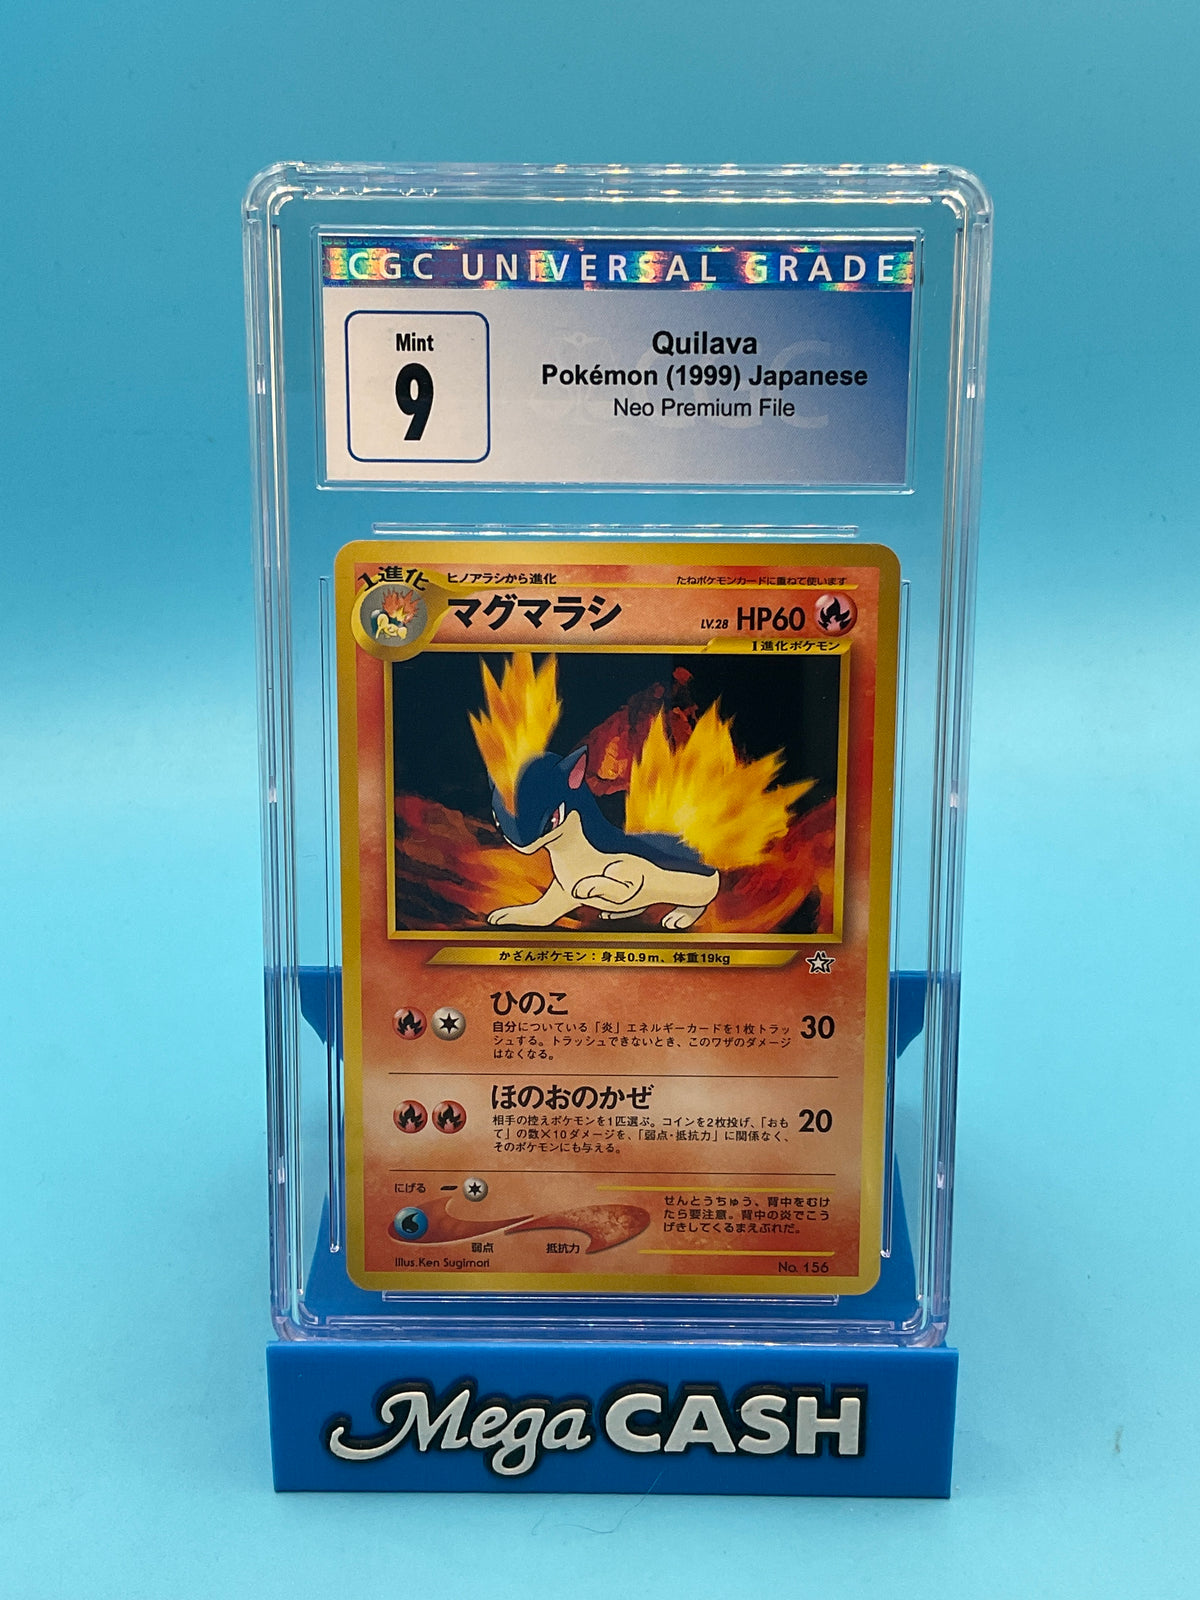 CGC UNIVERSAL GRADE
Mint
9
Quilava
Pokémon (1999) Japanese
Neo Premium File
1進化
ヒノアラシから進化
たねポケモンカードに重ねて使います
マグマラシ
LV.28 HP60
1進化ポケモン
かざんポケモン：身長0.9m、体重19kg
ひのこ
自分についている「炎」エネルギーカードを1枚トラッ
シュする。トラッシュできないとき、このワザのダメージ
はなくなる。
30
ほのおのかぜ
相手の控えポケモンを1匹選ぶ。コインを2枚投げ、「おも
て」の数×10ダメージを、「弱点・抵抗力」に関係なく、
そのポケモンにも与える。
20
にげる
弱点
抵抗力
せんとうちゅう、背中をむけ
たら要注意。背中の炎でこう
げきしてくるまえぶれだ。
Illus.Ken Sugimori
No. 156
Mega CASH